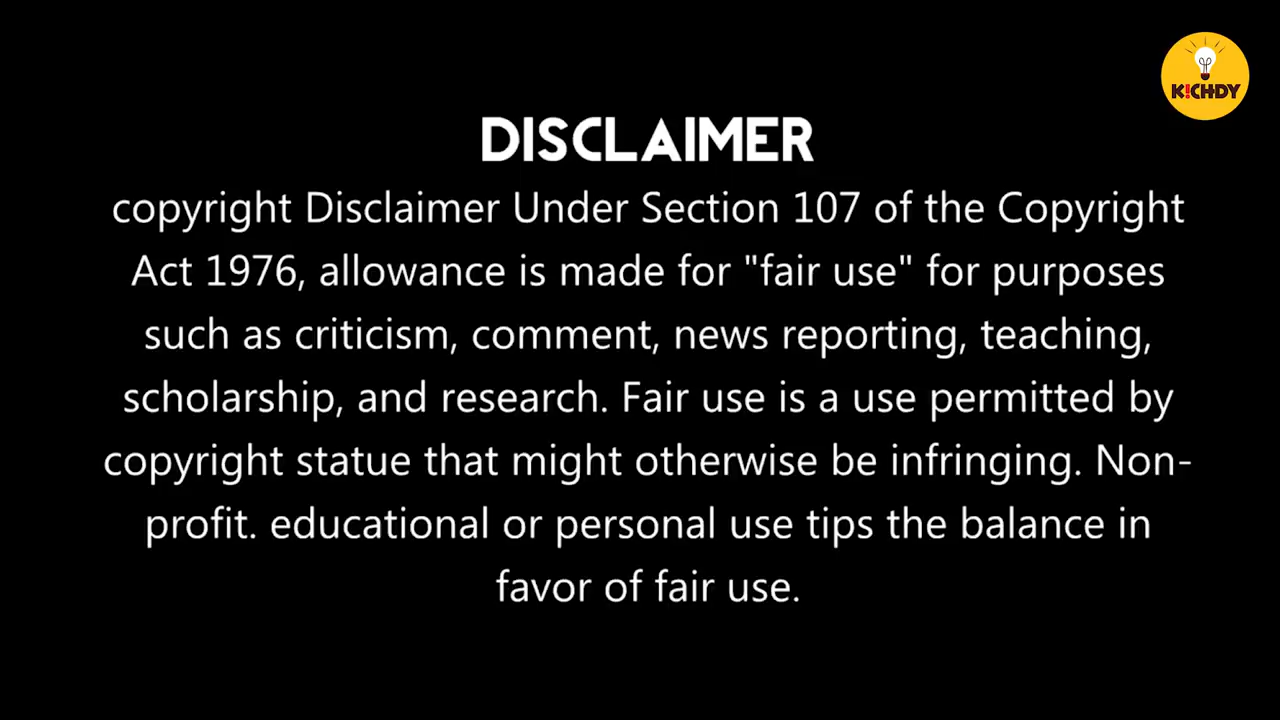 K!CHDY
DISCLAIMER
copyright Disclaimer Under Section 107 of the Copyright
Act 1976, allowance is made for "fair use" for purposes
such as criticism, comment, news reporting, teaching,
scholarship, and research. Fair use is a use permitted by
copyright statue that might otherwise be infringing. Non-
profit. educational or personal use tips the balance in
favor of fair use.